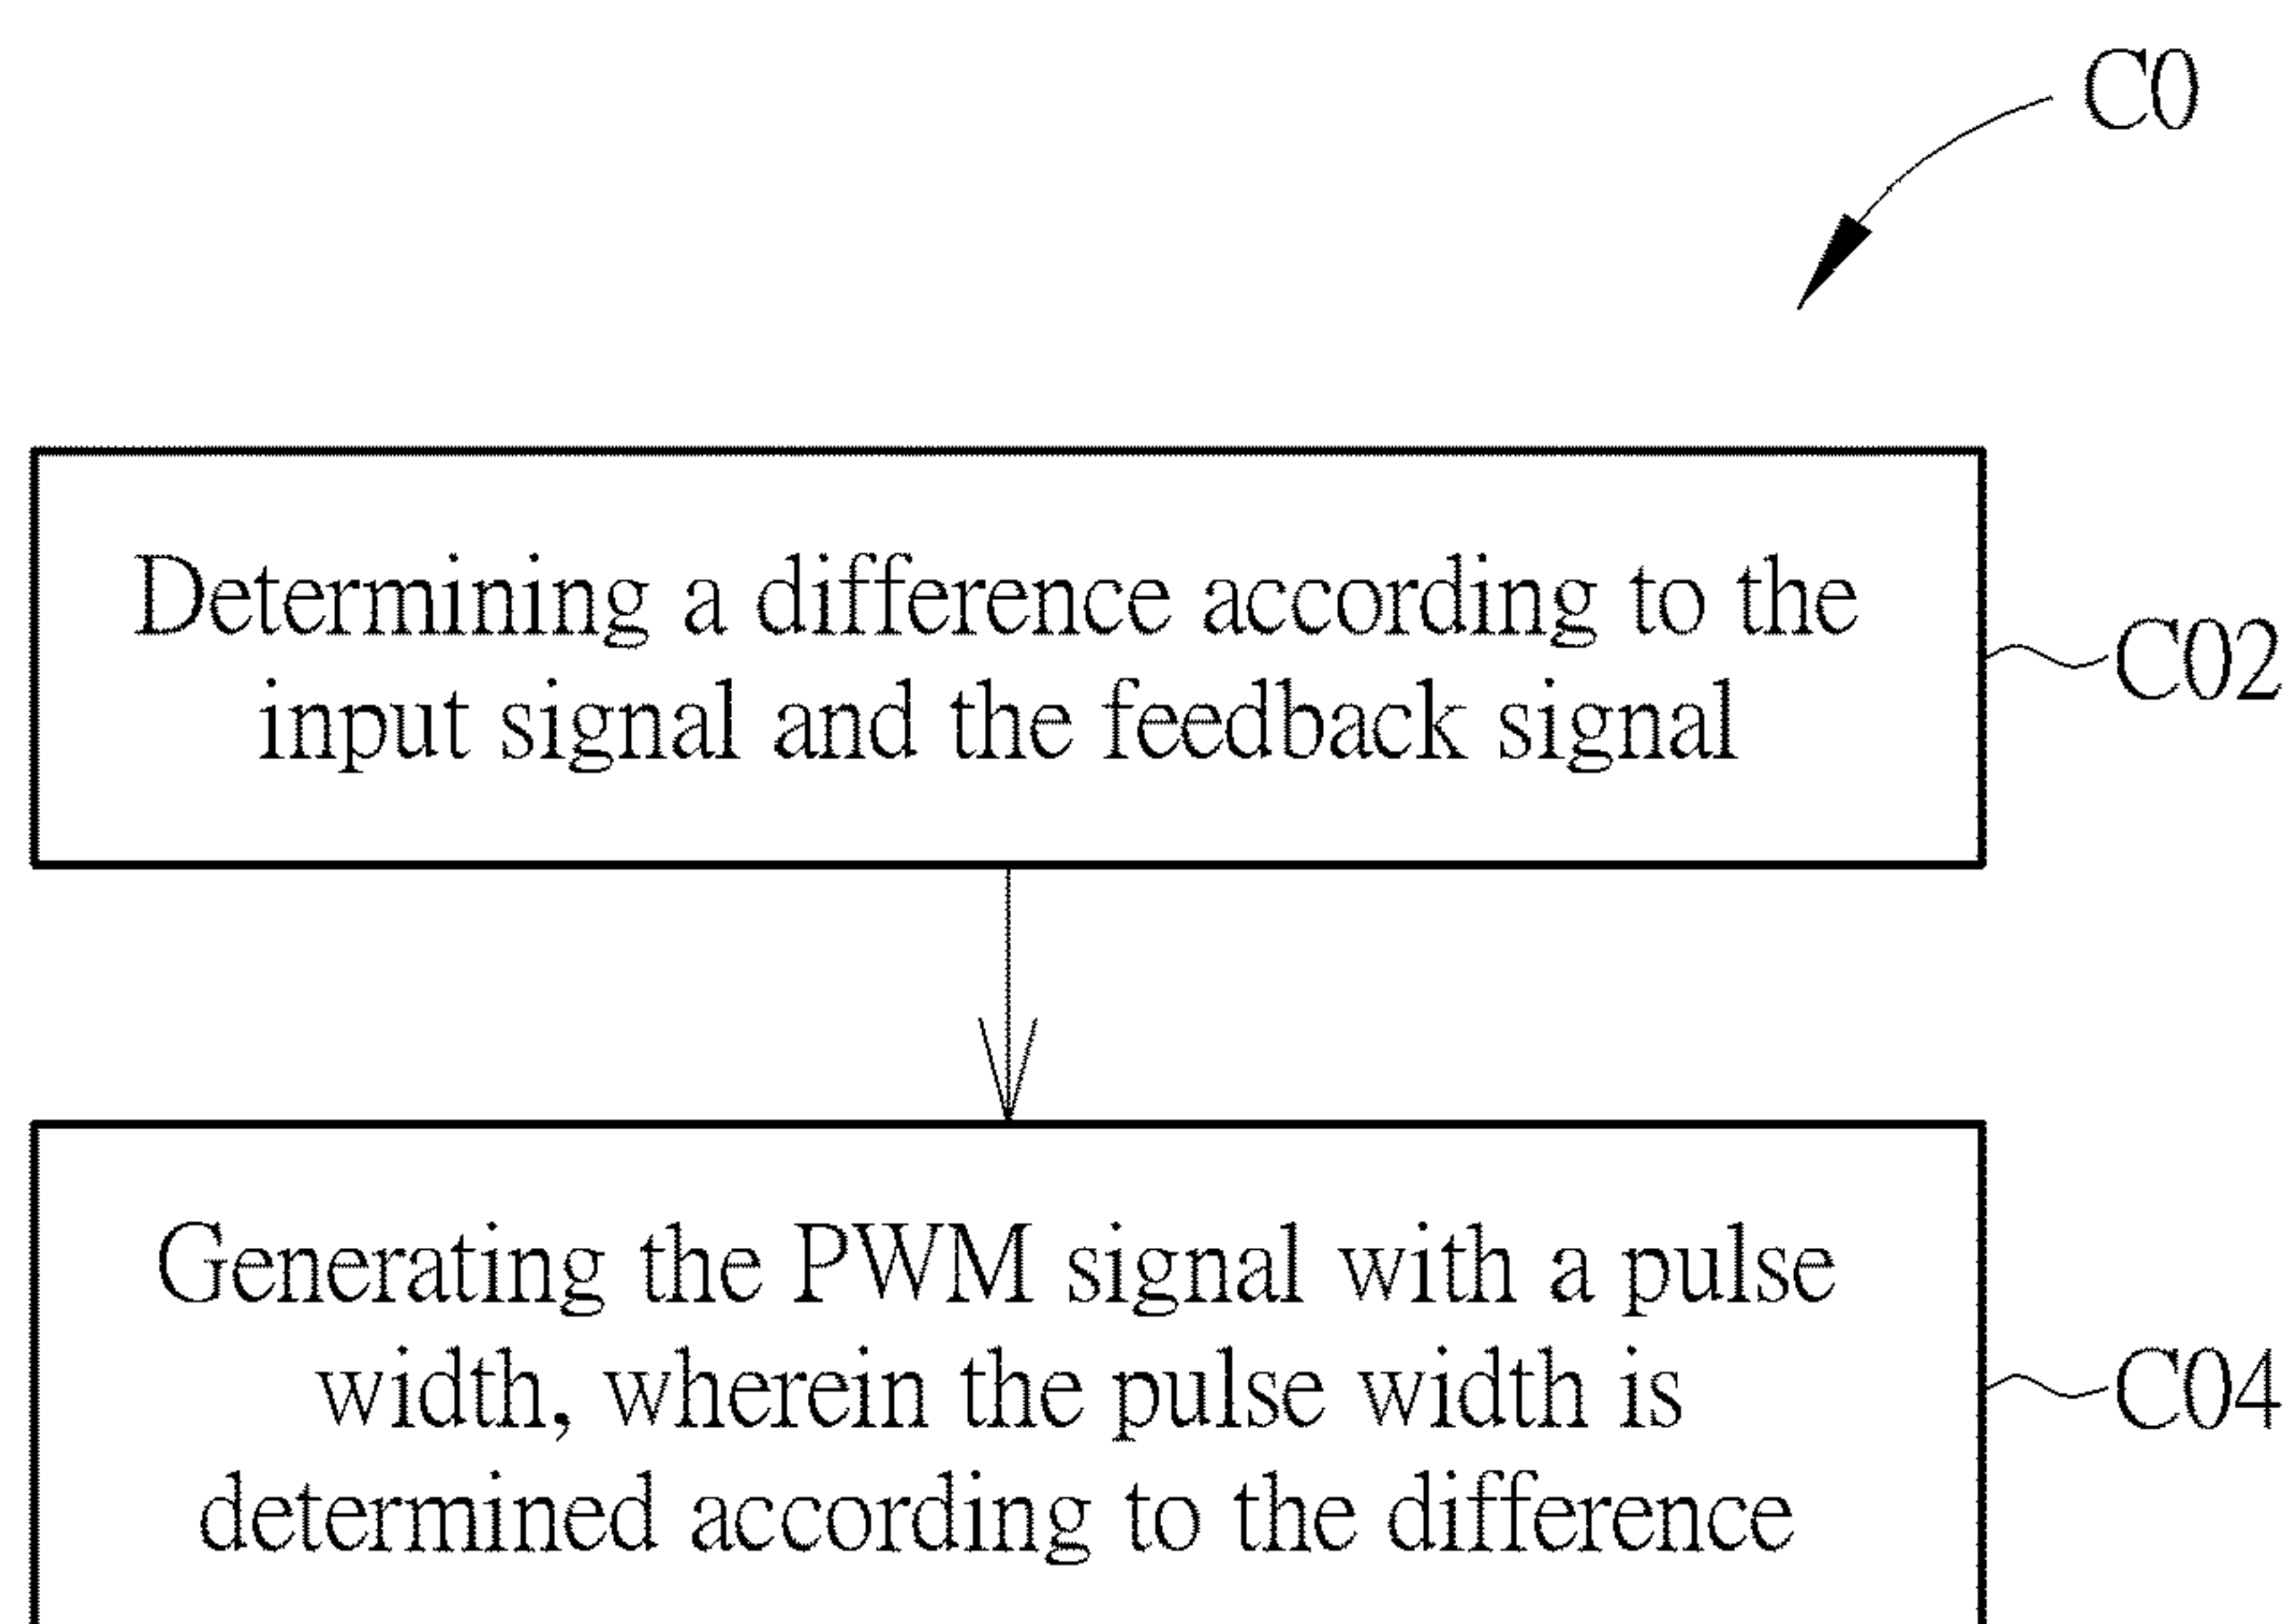 C0
Determining a difference according to the
input signal and the feedback signal
C02
Generating the PWM signal with a pulse
width, wherein the pulse width is
determined according to the difference
C04